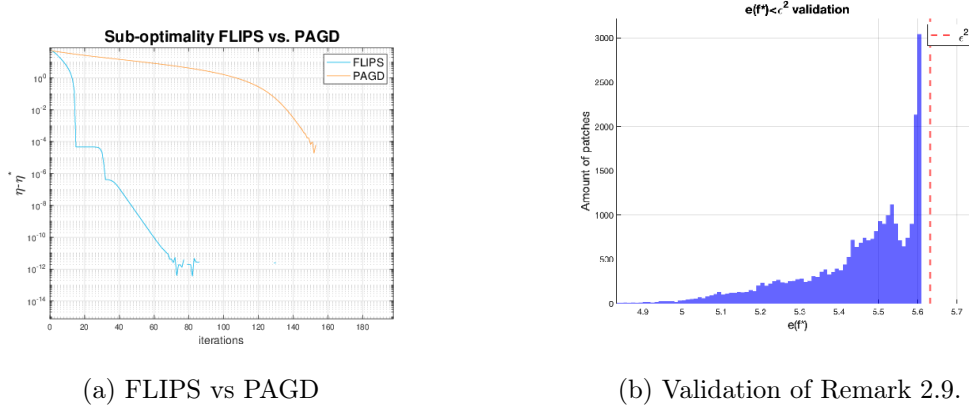 Sub-optimality FLIPS vs. PAGD
FLIPS
PAGD
10^0
10^-2
10^-4
10^-6
10^-8
10^-10
10^-12
10^-14
η-η*
0 20 40 60 80 100 120 140 160 180
iterations
(a) FLIPS vs PAGD
e(f*)<ϵ^2 validation
ϵ^2
3000
2500
2000
1500
1000
500
0
Amount of patches
4.9 5 5.1 5.2 5.3 5.4 5.5 5.6 5.7
e(f*)
(b) Validation of Remark 2.9.